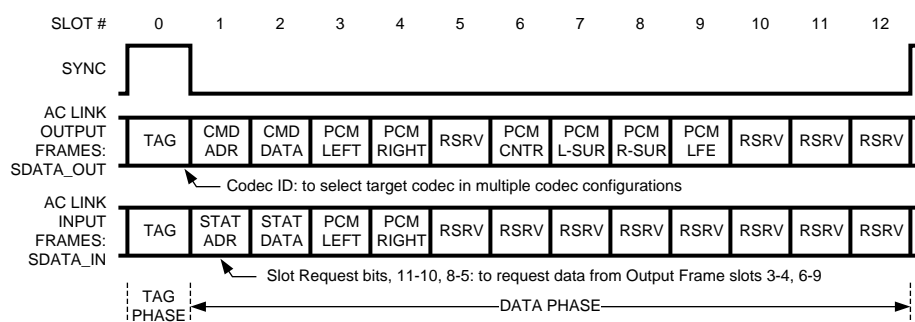 SLOT # 0 1 2 3 4 5 6 7 8 9 10 11 12
SYNC
AC LINK
OUTPUT
FRAMES:
SDATA_OUT
TAG
CMD
ADR
CMD
DATA
PCM
LEFT
PCM
RIGHT
RSRV
PCM
CNTR
PCM
L-SUR
PCM
R-SUR
PCM
LFE
RSRV
RSRV
RSRV
Codec ID: to select target codec in multiple codec configurations
AC LINK
INPUT
FRAMES:
SDATA_IN
TAG
STAT
ADR
STAT
DATA
PCM
LEFT
PCM
RIGHT
RSRV
RSRV
RSRV
RSRV
RSRV
RSRV
RSRV
RSRV
Slot Request bits, 11-10, 8-5: to request data from Output Frame slots 3-4, 6-9
TAG
PHASE
DATA PHASE